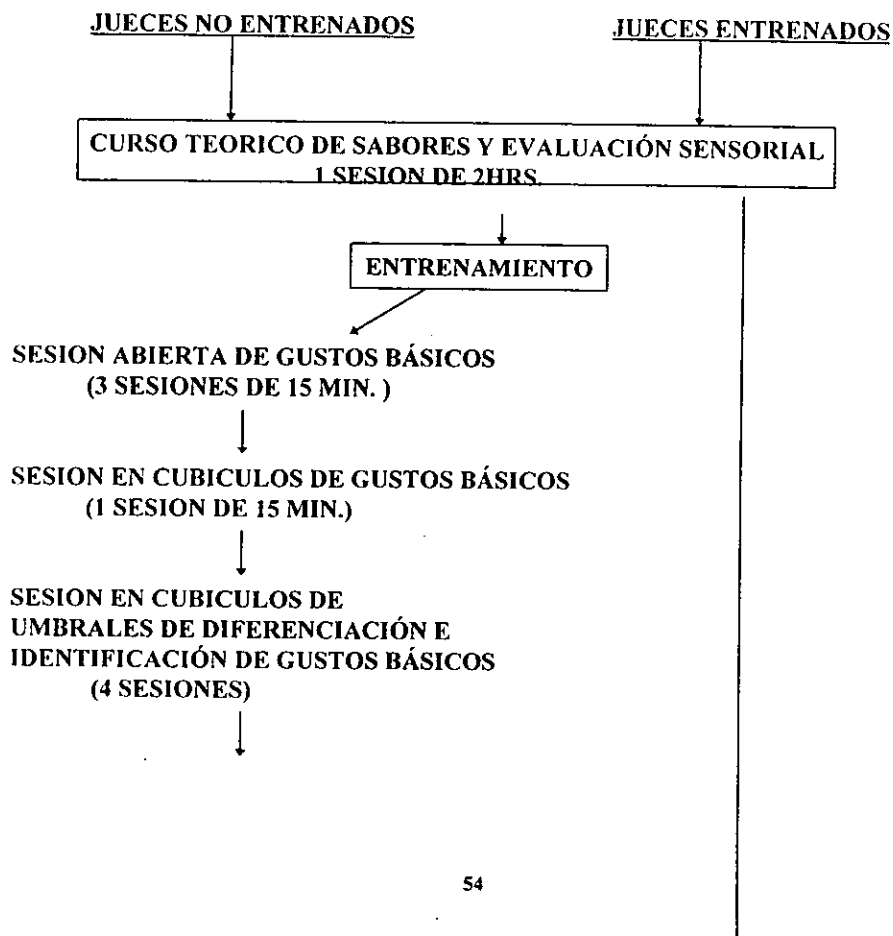 JUECES NO ENTRENADOS
JUECES ENTRENADOS
CURSO TEORICO DE SABORES Y EVALUACIÓN SENSORIAL
1 SESION DE 2HRS.
ENTRENAMIENTO
SESION ABIERTA DE GUSTOS BÁSICOS
(3 SESIONES DE 15 MIN. )
SESION EN CUBICULOS DE GUSTOS BÁSICOS
(1 SESION DE 15 MIN.)
SESION EN CUBICULOS DE
UMBRALES DE DIFERENCIACIÓN E
IDENTIFICACIÓN DE GUSTOS BÁSICOS
(4 SESIONES)
54